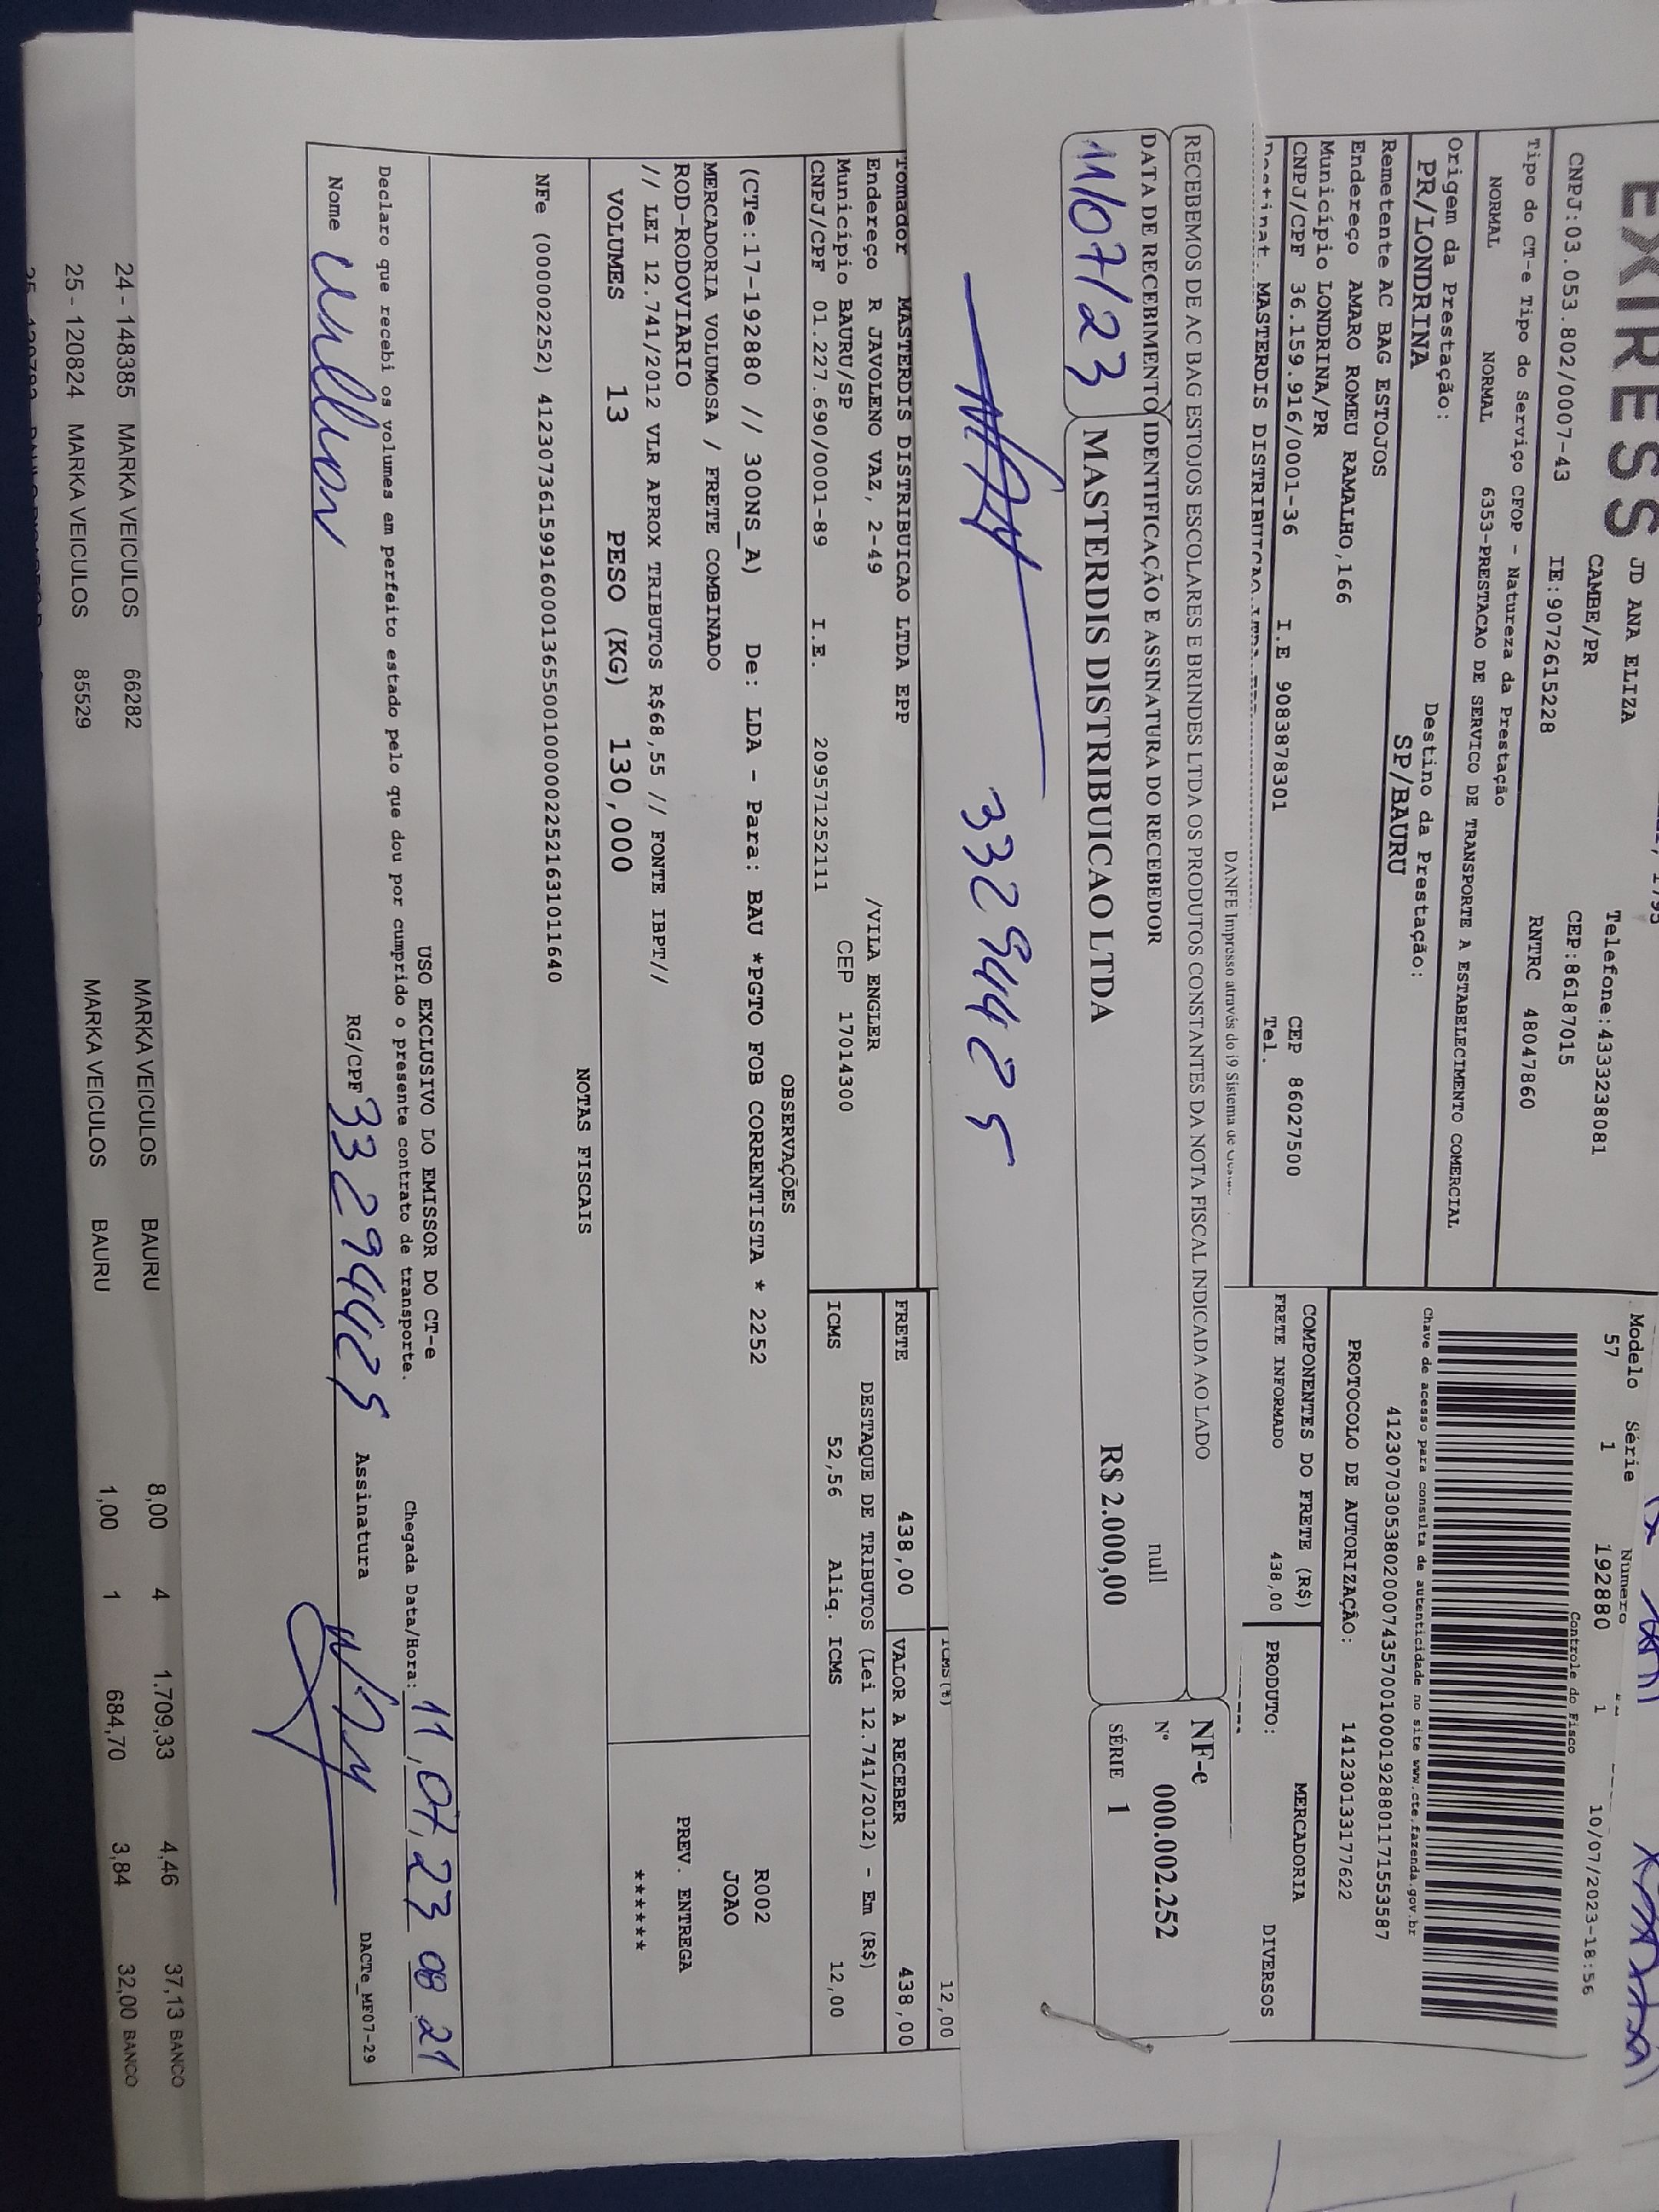 EXPRESS
JD ANA ELIZA
CAMBE/PR
Telefone:4333238081
CNPJ:03.053.802/0007-43 IE:9072615228 CEP:86187015
RNTRC 48047860
Tipo do CT-e Tipo do Serviço CFOP - Natureza da Prestação
NORMAL NORMAL 6353-PRESTACAO DE SERVICO DE TRANSPORTE A ESTABELECIMENTO COMERCIAL
Origem da Prestação: Destino da Prestação:
PR/LONDRINA SP/BAURU
Remetente AC BAG ESTOJOS
Endereço AMARO ROMEU RAMALHO,166
Município LONDRINA/PR CEP 86027500
CNPJ/CPF 36.159.916/0001-36 I.E 9083878301 Tel.
Destinat. MASTERDIS DISTRIBUICAO LTDA EPP
Modelo Série Número
57 1 192880 1 10/07/2023-18:56
Controle do Fisco
Chave de acesso para consulta de autenticidade no site www.cte.fazenda.gov.br
41230703053802000743570010001928801171553587
PROTOCOLO DE AUTORIZAÇÃO: 141230133177622
COMPONENTES DO FRETE (R$)
FRETE INFORMADO 438,00
PRODUTO: MERCADORIA DIVERSOS
DANFE Impresso através do i9 Sistema de
RECEBEMOS DE AC BAG ESTOJOS ESCOLARES E BRINDES LTDA OS PRODUTOS CONSTANTES DA NOTA FISCAL INDICADA AO LADO
DATA DE RECEBIMENTO IDENTIFICAÇÃO E ASSINATURA DO RECEBEDOR null
11/07/23 MASTERDIS DISTRIBUICAO LTDA R$ 2.000,00
NF-e
Nº 000.002.252
SÉRIE 1
33294425
ICMS(%) 12,00
Tomador MASTERDIS DISTRIBUICAO LTDA EPP
Endereço R JAVOLENO VAZ, 2-49 /VILA ENGLER
Município BAURU/SP CEP 17014300
CNPJ/CPF 01.227.690/0001-89 I.E. 209571252111
FRETE 438,00 VALOR A RECEBER 438,00
DESTAQUE DE TRIBUTOS (Lei 12.741/2012) - Em (R$)
ICMS 52,56 Aliq. ICMS 12,00
OBSERVAÇÕES
(CTe:17-192880 // 300NS_A) De: LDA - Para: BAU *PGTO FOB CORRENTISTA * 2252
MERCADORIA VOLUMOSA / FRETE COMBINADO
ROD-RODOVIARIO
// LEI 12.741/2012 VLR APROX TRIBUTOS R$68,55 // FONTE IBPT//
R002
JOAO
VOLUMES 13 PESO (KG) 130,000
PREV. ENTREGA
******
NOTAS FISCAIS
NFe (000002252) 41230736159916000136550010000022521631011640
USO EXCLUSIVO DO EMISSOR DO CT-e
Declaro que recebi os volumes em perfeito estado pelo que dou por cumprido o presente contrato de transporte.
Chegada Data/Hora: 11,07,23 08 21
Nome RG/CPF 33294425 Assinatura
DACTe_MF07-29
24 - 148385 MARKA VEICULOS 66282 MARKA VEICULOS BAURU 8,00 4 1.709,33 4,46 37,13 BANCO
25 - 120824 MARKA VEICULOS 85529 MARKA VEICULOS BAURU 1,00 1 684,70 3,84 32,00 BANCO